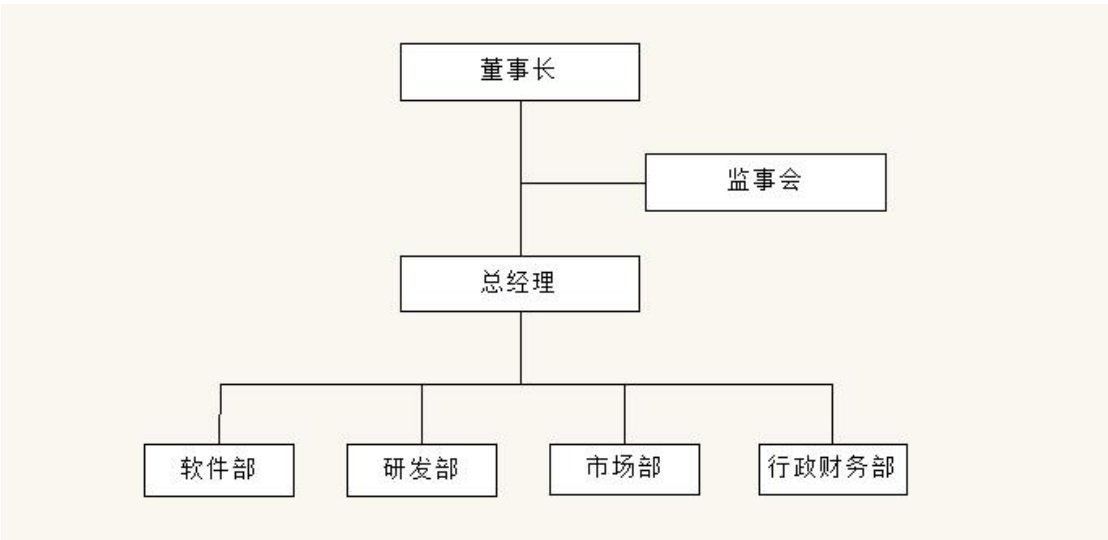 董事长
监事会
总经理
软件部
研发部
市场部
行政财务部